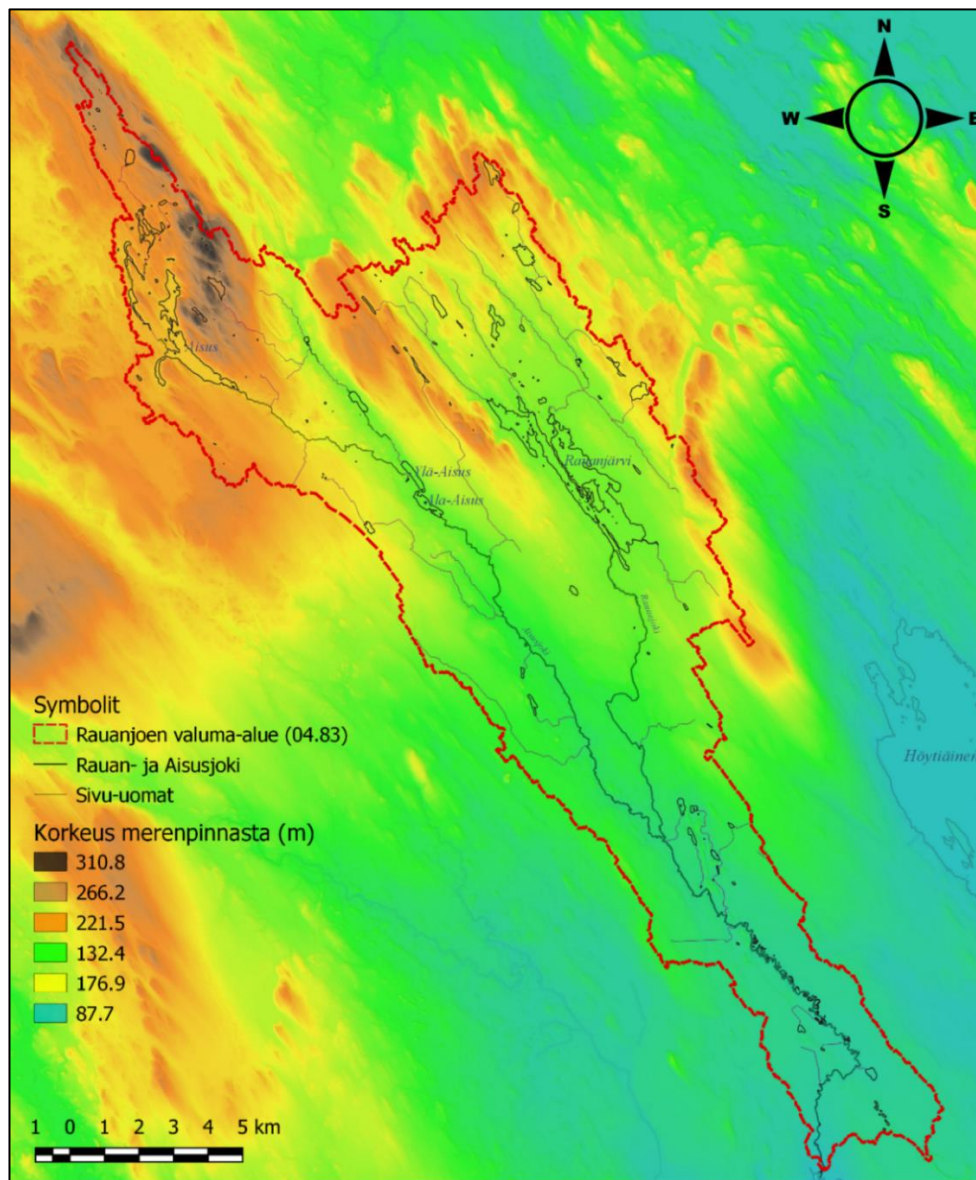 N
W
E
S
Aisus
Rauanjärvi
Ylä-Aisus
Ala-Aisus
Rauanjoki
Aisusjoki
Höytiäinen
Symbolit
Rauanjoen valuma-alue (04.83)
Rauan- ja Aisusjoki
Sivu-uomat
Korkeus merenpinnasta (m)
310.8
266.2
221.5
132.4
176.9
87.7
1 0 1 2 3 4 5 km